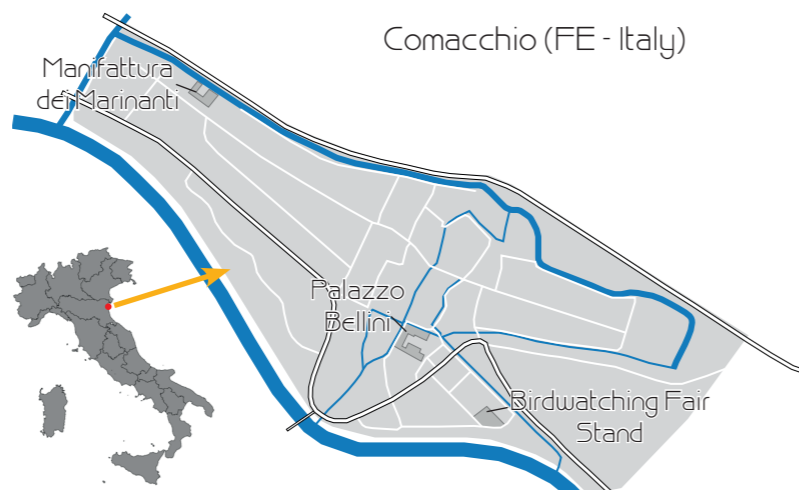 Comacchio (FE - Italy)
Manifattura
dei Marinanti
Palazzo
Bellini
Birdwatching Fair
Stand